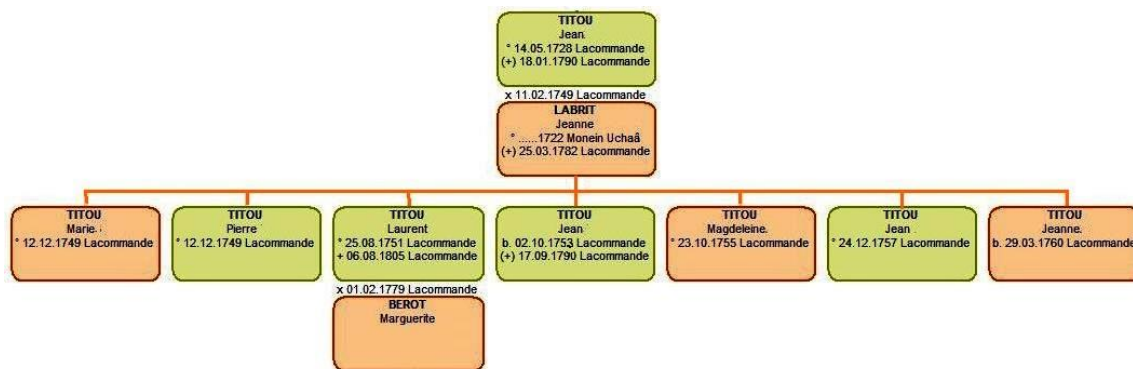 TITOU
Jean
° 14.05.1728 Lacommande
(+) 18.01.1790 Lacommande
x 11.02.1749 Lacommande
LABRIT
Jeanne
° ......1722 Monein Uchaâ
(+) 25.03.1782 Lacommande
TITOU
Marie.
° 12.12.1749 Lacommande
TITOU
Pierre
° 12.12.1749 Lacommande
TITOU
Laurent
° 25.08.1751 Lacommande
+ 06.08.1805 Lacommande
x 01.02.1779 Lacommande
BEROT
Marguerite
TITOU
Jean
b. 02.10.1753 Lacommande
(+) 17.09.1790 Lacommande
TITOU
Magdeleine.
° 23.10.1755 Lacommande
TITOU
Jean
° 24.12.1757 Lacommande
TITOU
Jeanne.
b. 29.03.1760 Lacommande